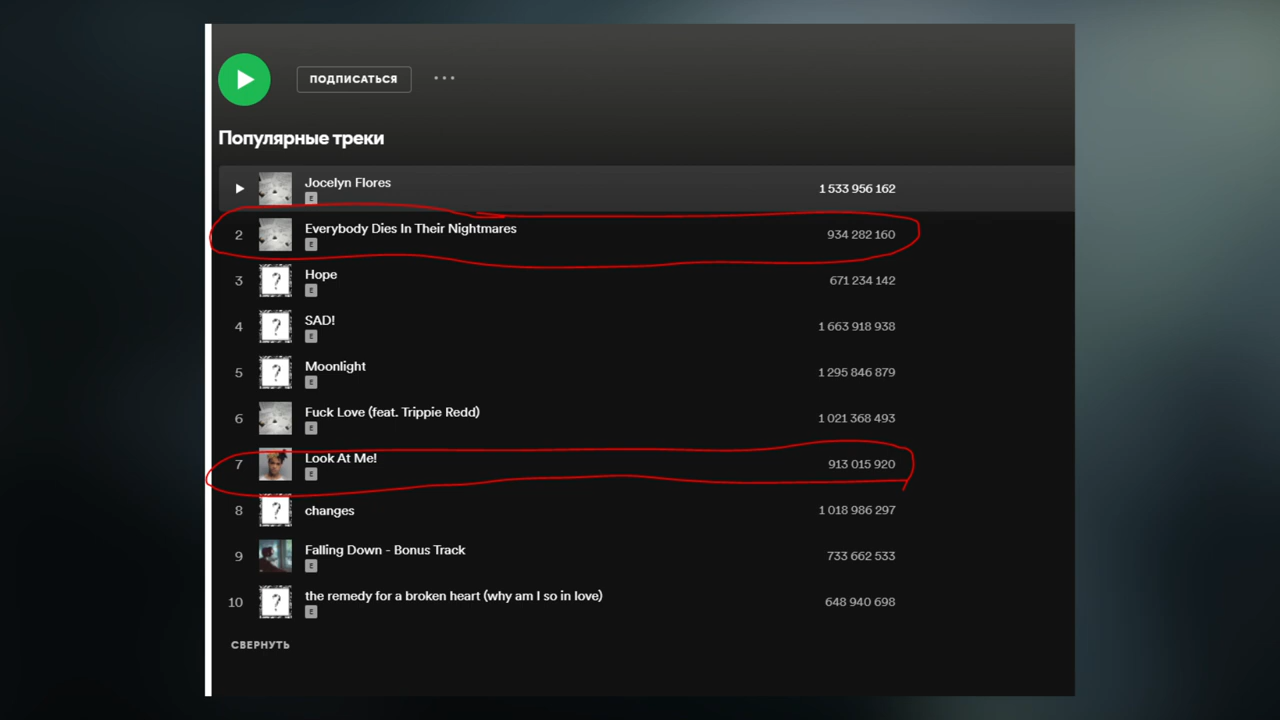 ПОДПИСАТЬСЯ
Популярные треки
Jocelyn Flores 1 533 956 162
E
2 Everybody Dies In Their Nightmares 934 282 160
E
3 ? Hope 671 234 142
E
4 ? SAD! 1 663 918 938
E
5 ? Moonlight 1 295 846 879
E
6 Fuck Love (feat. Trippie Redd) 1 021 368 493
E
7 Look At Me! 913 015 920
E
8 ? changes 1 018 986 297
9 Falling Down - Bonus Track 733 662 533
E
10 ? the remedy for a broken heart (why am I so in love) 648 940 698
E
СВЕРНУТЬ